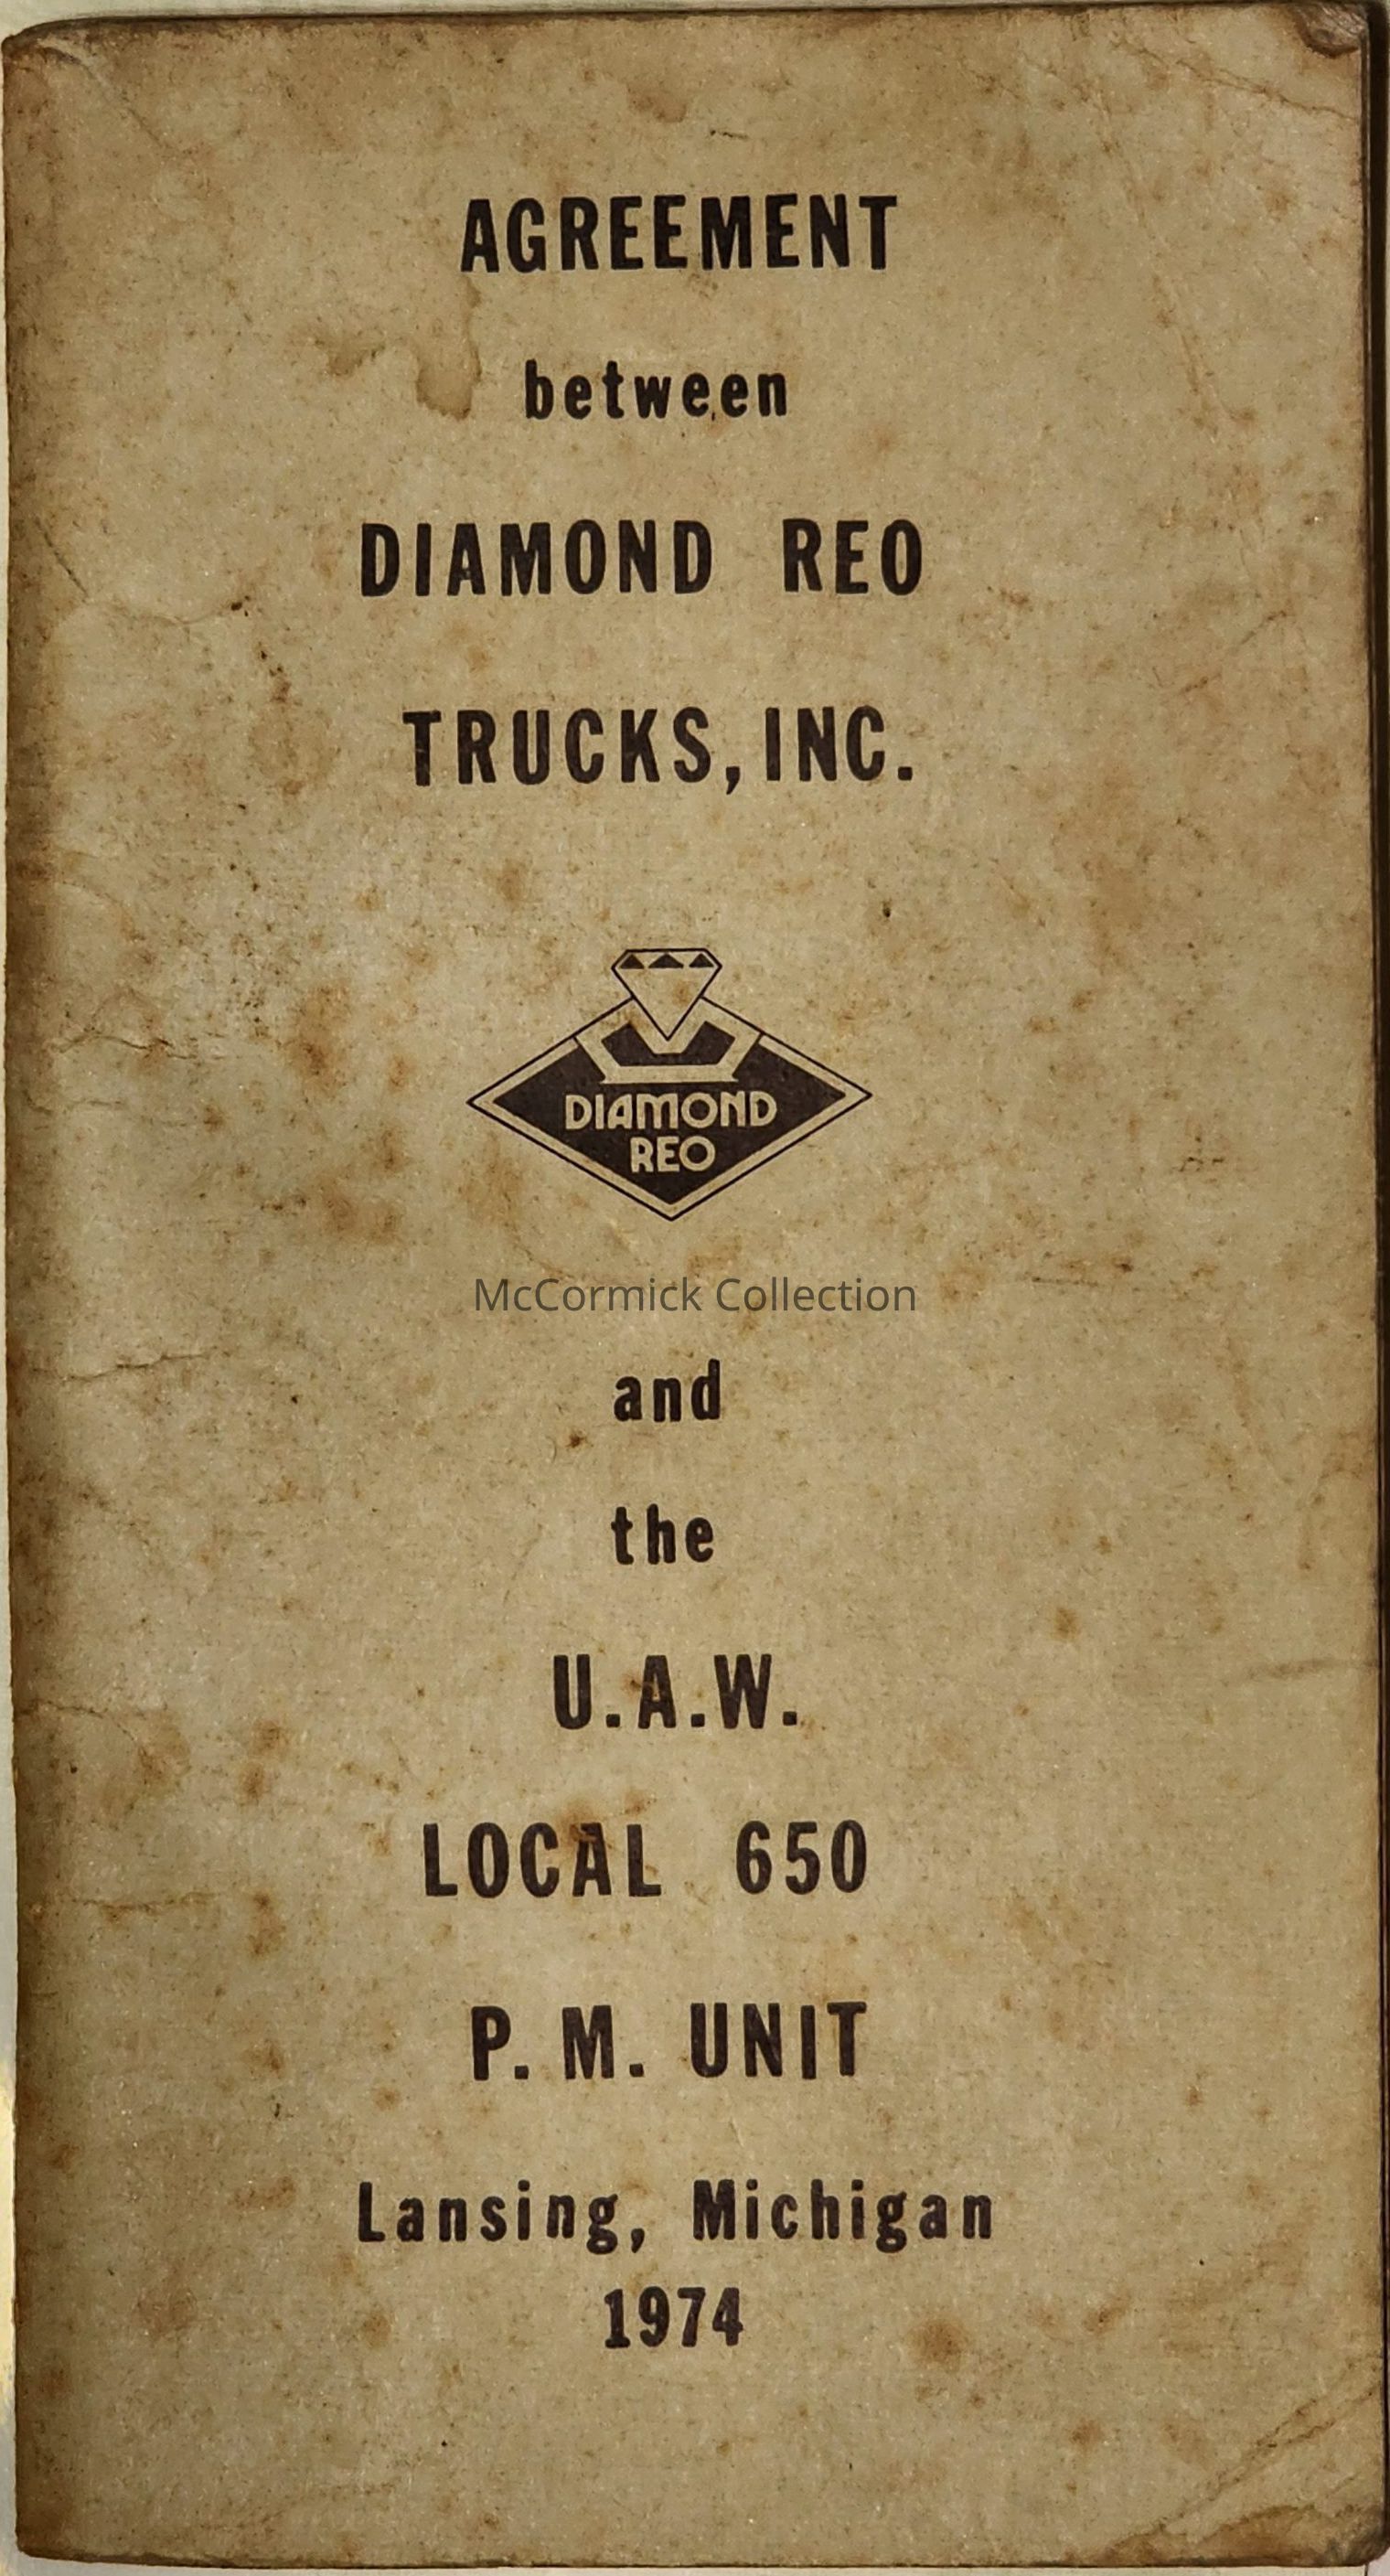 AGREEMENT
between
DIAMOND REO
TRUCKS, INC.
DIAMOND
REO
McCormick Collection
and
the
U.A.W.
LOCAL 650
P. M. UNIT
Lansing, Michigan
1974